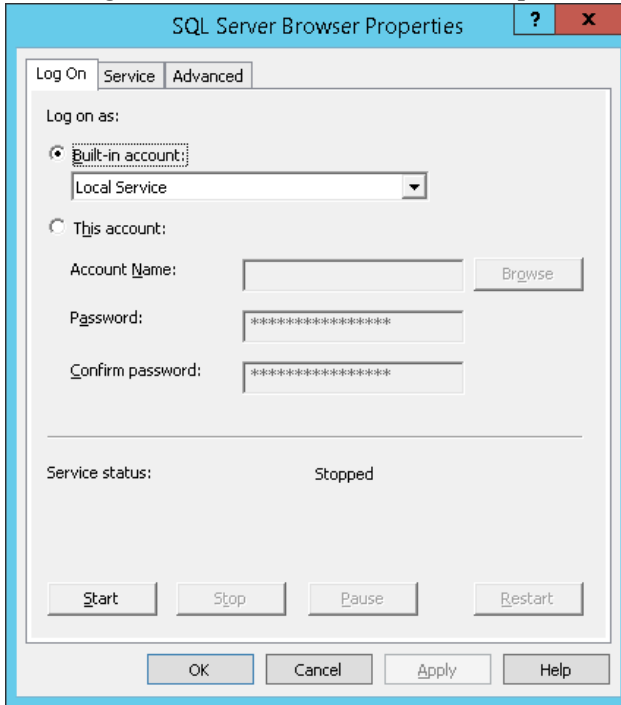 SQL Server Browser Properties ? x
Log On Service Advanced
Log on as:
Built-in account:
Local Service
This account:
Account Name:
Browse
Password:
****************
Confirm password:
****************
Service status: Stopped
Start Stop Pause Restart
OK Cancel Apply Help